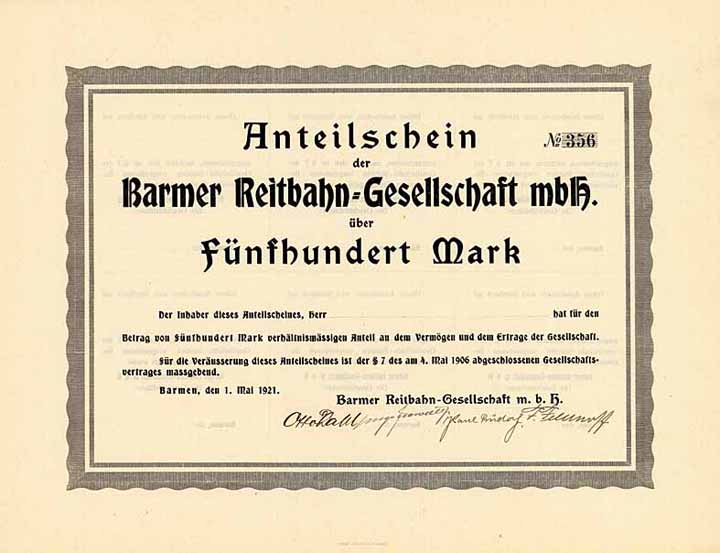 Anteilschein
№ 356
der
Barmer Reitbahn-Gesellschaft mbH.
über
Fünfhundert Mark
Der Inhaber dieses Anteilscheines, Herr hat für den
Betrag von Fünfhundert Mark verhältnismässigen Anteil an dem Vermögen und dem Ertrage der Gesellschaft.
Für die Veräusserung dieses Anteilscheines ist der § 7 des am 4. Mai 1906 abgeschlossenen Gesellschafts-
vertrages massgebend.
Barmen, den 1. Mai 1921.
Barmer Reitbahn-Gesellschaft m. b. H.